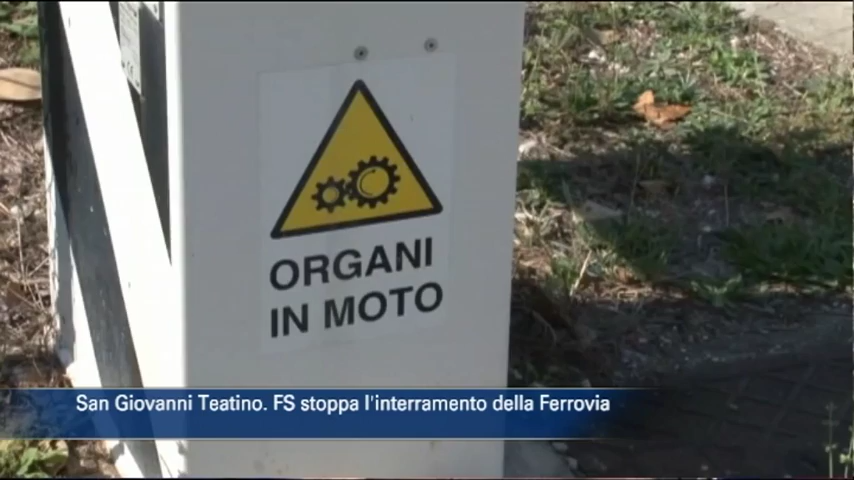 ORGANI
IN MOTO
San Giovanni Teatino. FS stoppa l'interramento della Ferrovia